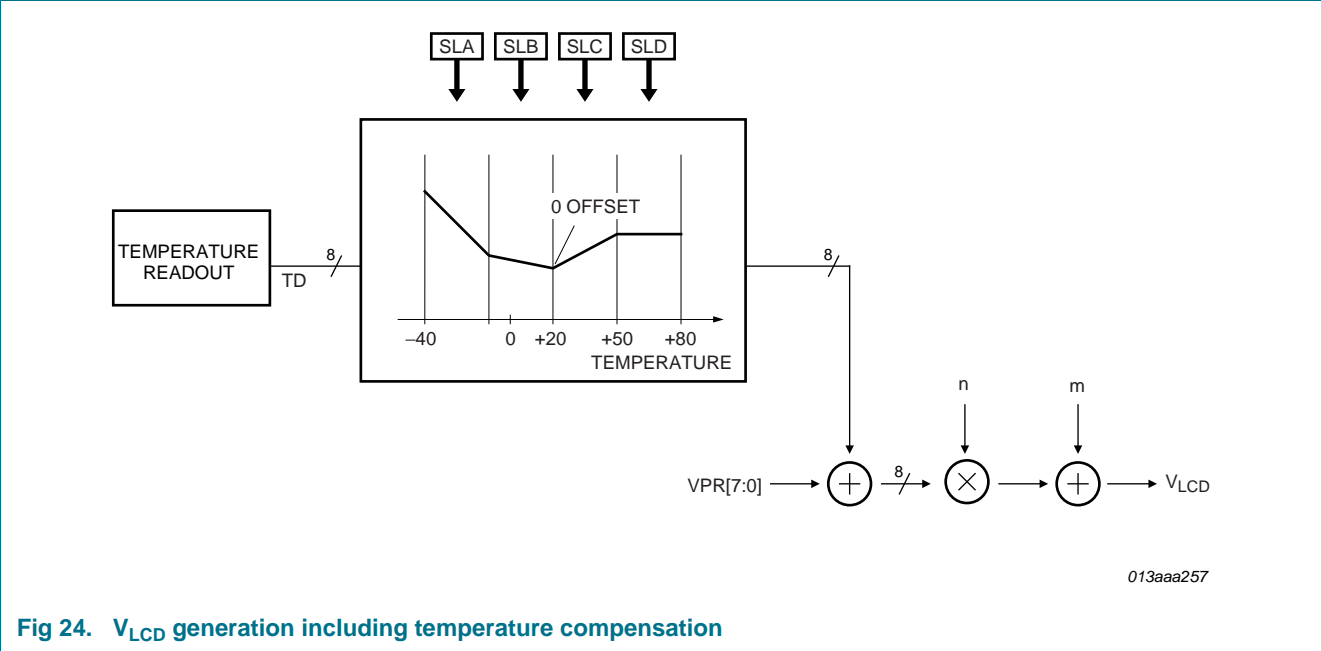 SLA SLB SLC SLD
0 OFFSET
TEMPERATURE
READOUT
TD
8
8
−40 0 +20 +50 +80
TEMPERATURE
n m
VPR[7:0] + 8 × + VLCD
013aaa257
Fig 24. VLCD generation including temperature compensation